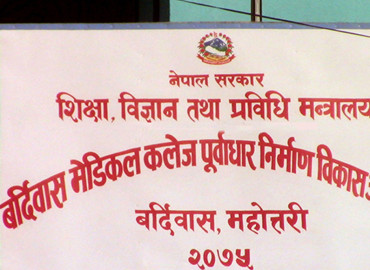 नेपाल सरकार
शिक्षा, विज्ञान तथा प्रविधि मन्त्रालय
बर्दिवास मेडिकल कलेज पूर्वाधार निर्माण विकास
बर्दिवास, महोत्तरी
२०७५